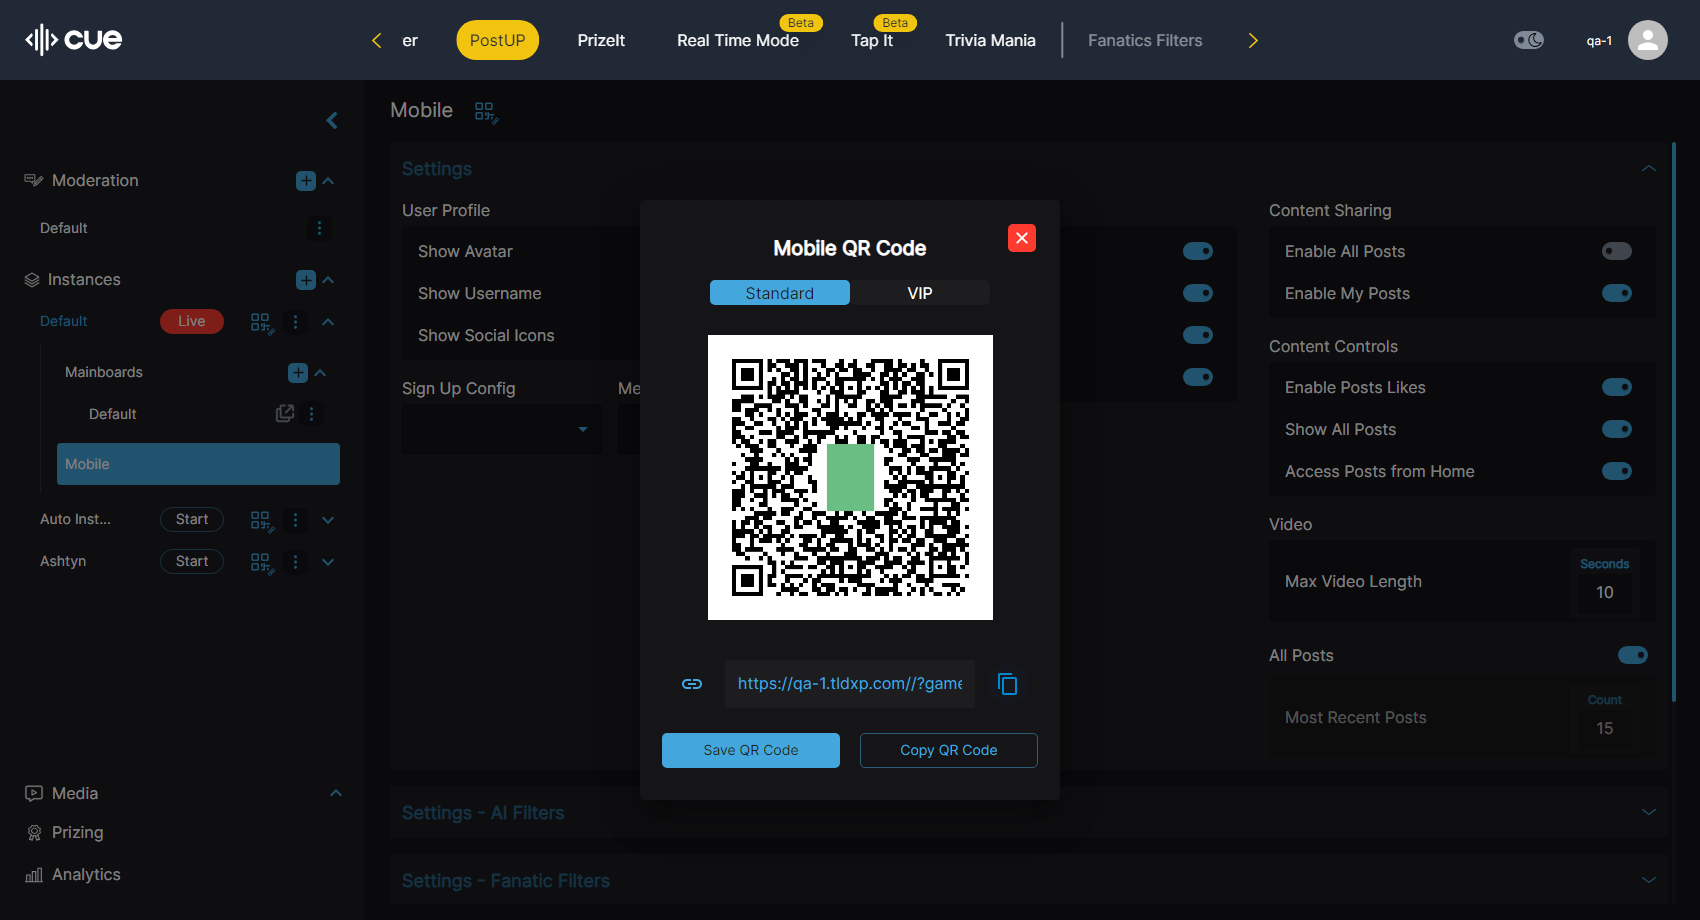 cue
er
PostUP
PrizeIt
Real Time Mode
Beta
Tap It
Beta
Trivia Mania
Fanatics Filters
qa-1
Moderation
Default
Instances
Default
Live
Mainboards
Default
Mobile
Auto Inst...
Start
Ashtyn
Start
Media
Prizing
Analytics
Mobile
Settings
User Profile
Show Avatar
Show Username
Show Social Icons
Sign Up Config
Me
Content Sharing
Enable All Posts
Enable My Posts
Content Controls
Enable Posts Likes
Show All Posts
Access Posts from Home
Video
Max Video Length
Seconds
10
All Posts
Most Recent Posts
Count
15
Settings - AI Filters
Settings - Fanatic Filters
Mobile QR Code
Standard
VIP
https://qa-1.tldxp.com//?game
Save QR Code
Copy QR Code